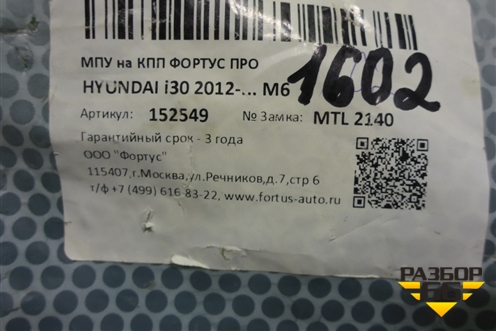 МПУ на КПП ФОРТУС ПРО
HYUNDAI i30 2012-... M6
1602
Артикул: 152549 № Замка: MTL 2140
Гарантийный срок - 3 года
ООО "Фортус"
115407,г.Москва,ул.Речников,д.7,стр 6
т/ф +7 (499) 616 83-22, www.fortus-auto.ru
РАЗБОР
66